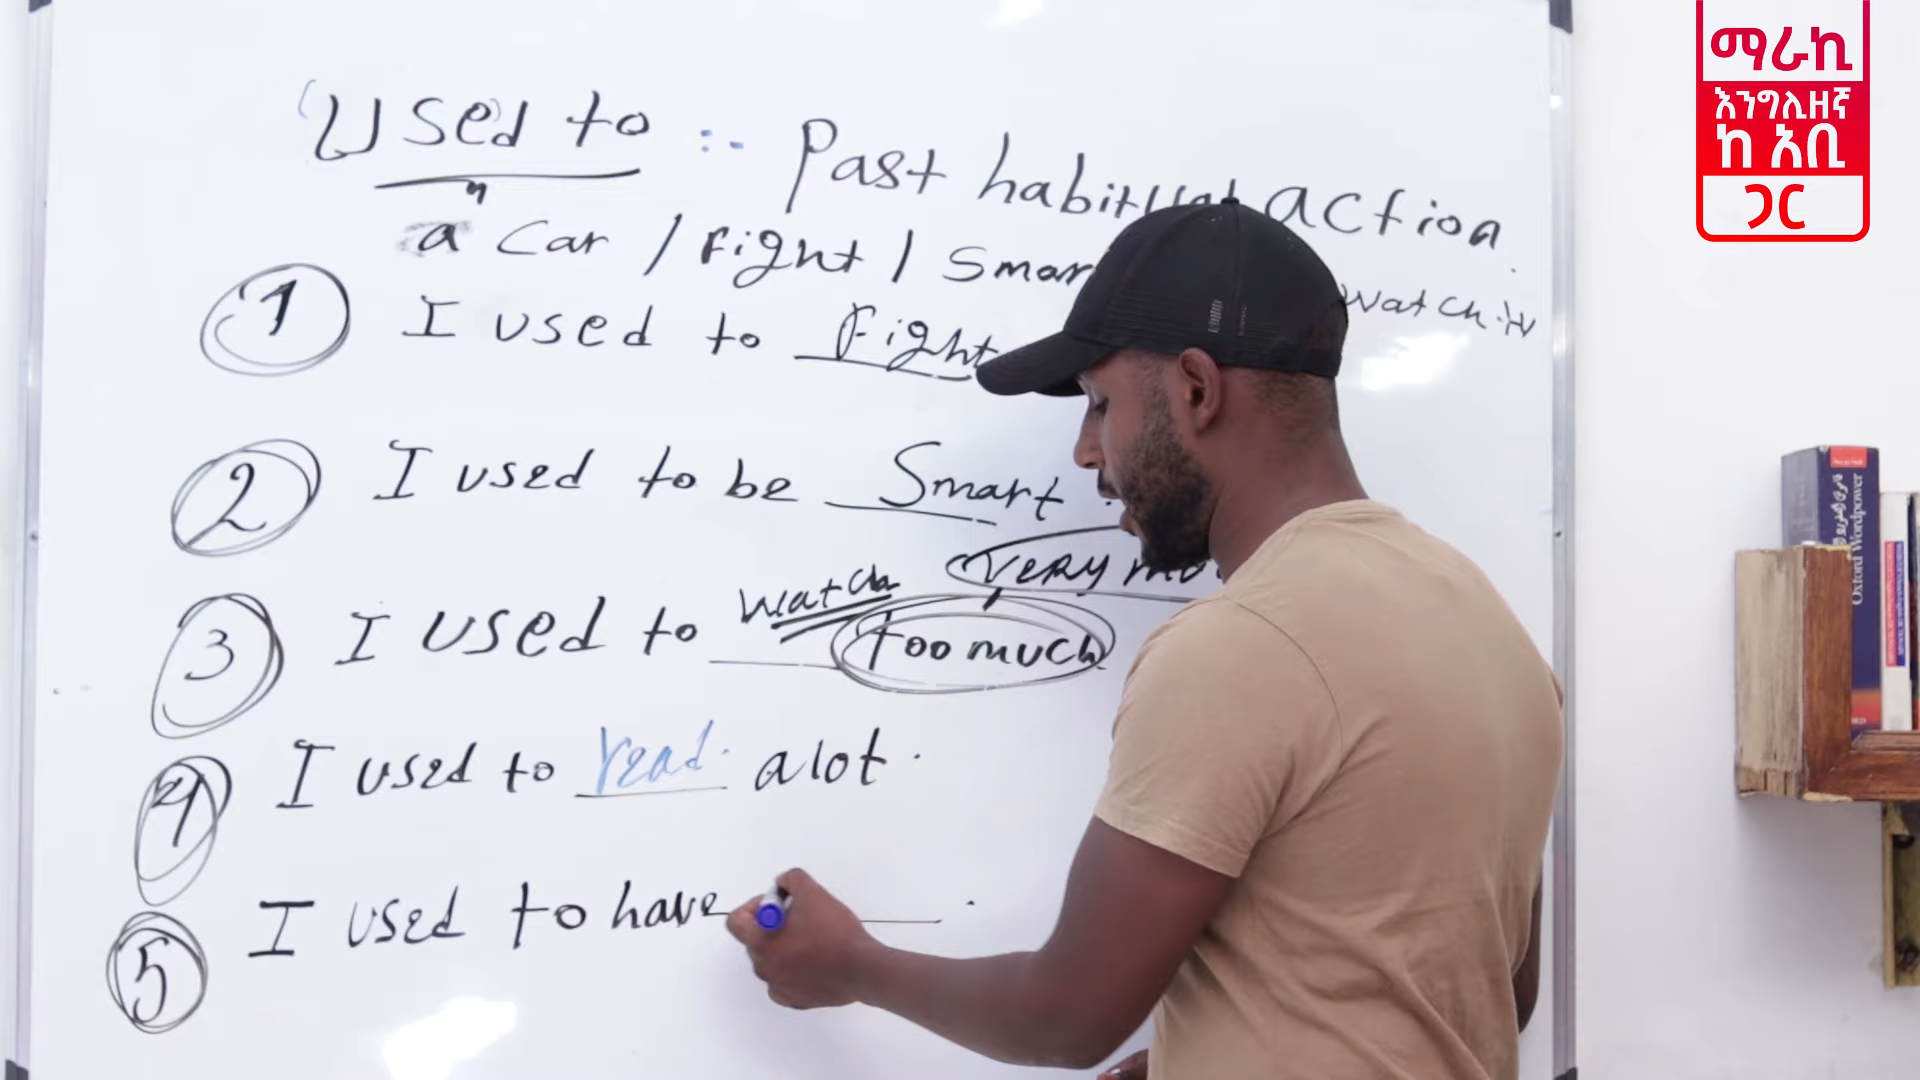 Used to :- Past habitual action.
a car / Fight / Smar
Watch tv
1 I used to Fight
2 I used to be Smart
very
3 I used to watch too much
4 I used to read alot.
5 I used to have
ማራኪ
እንግሊዘኛ
ከ አቢ
ጋር
Oxford Wordpower